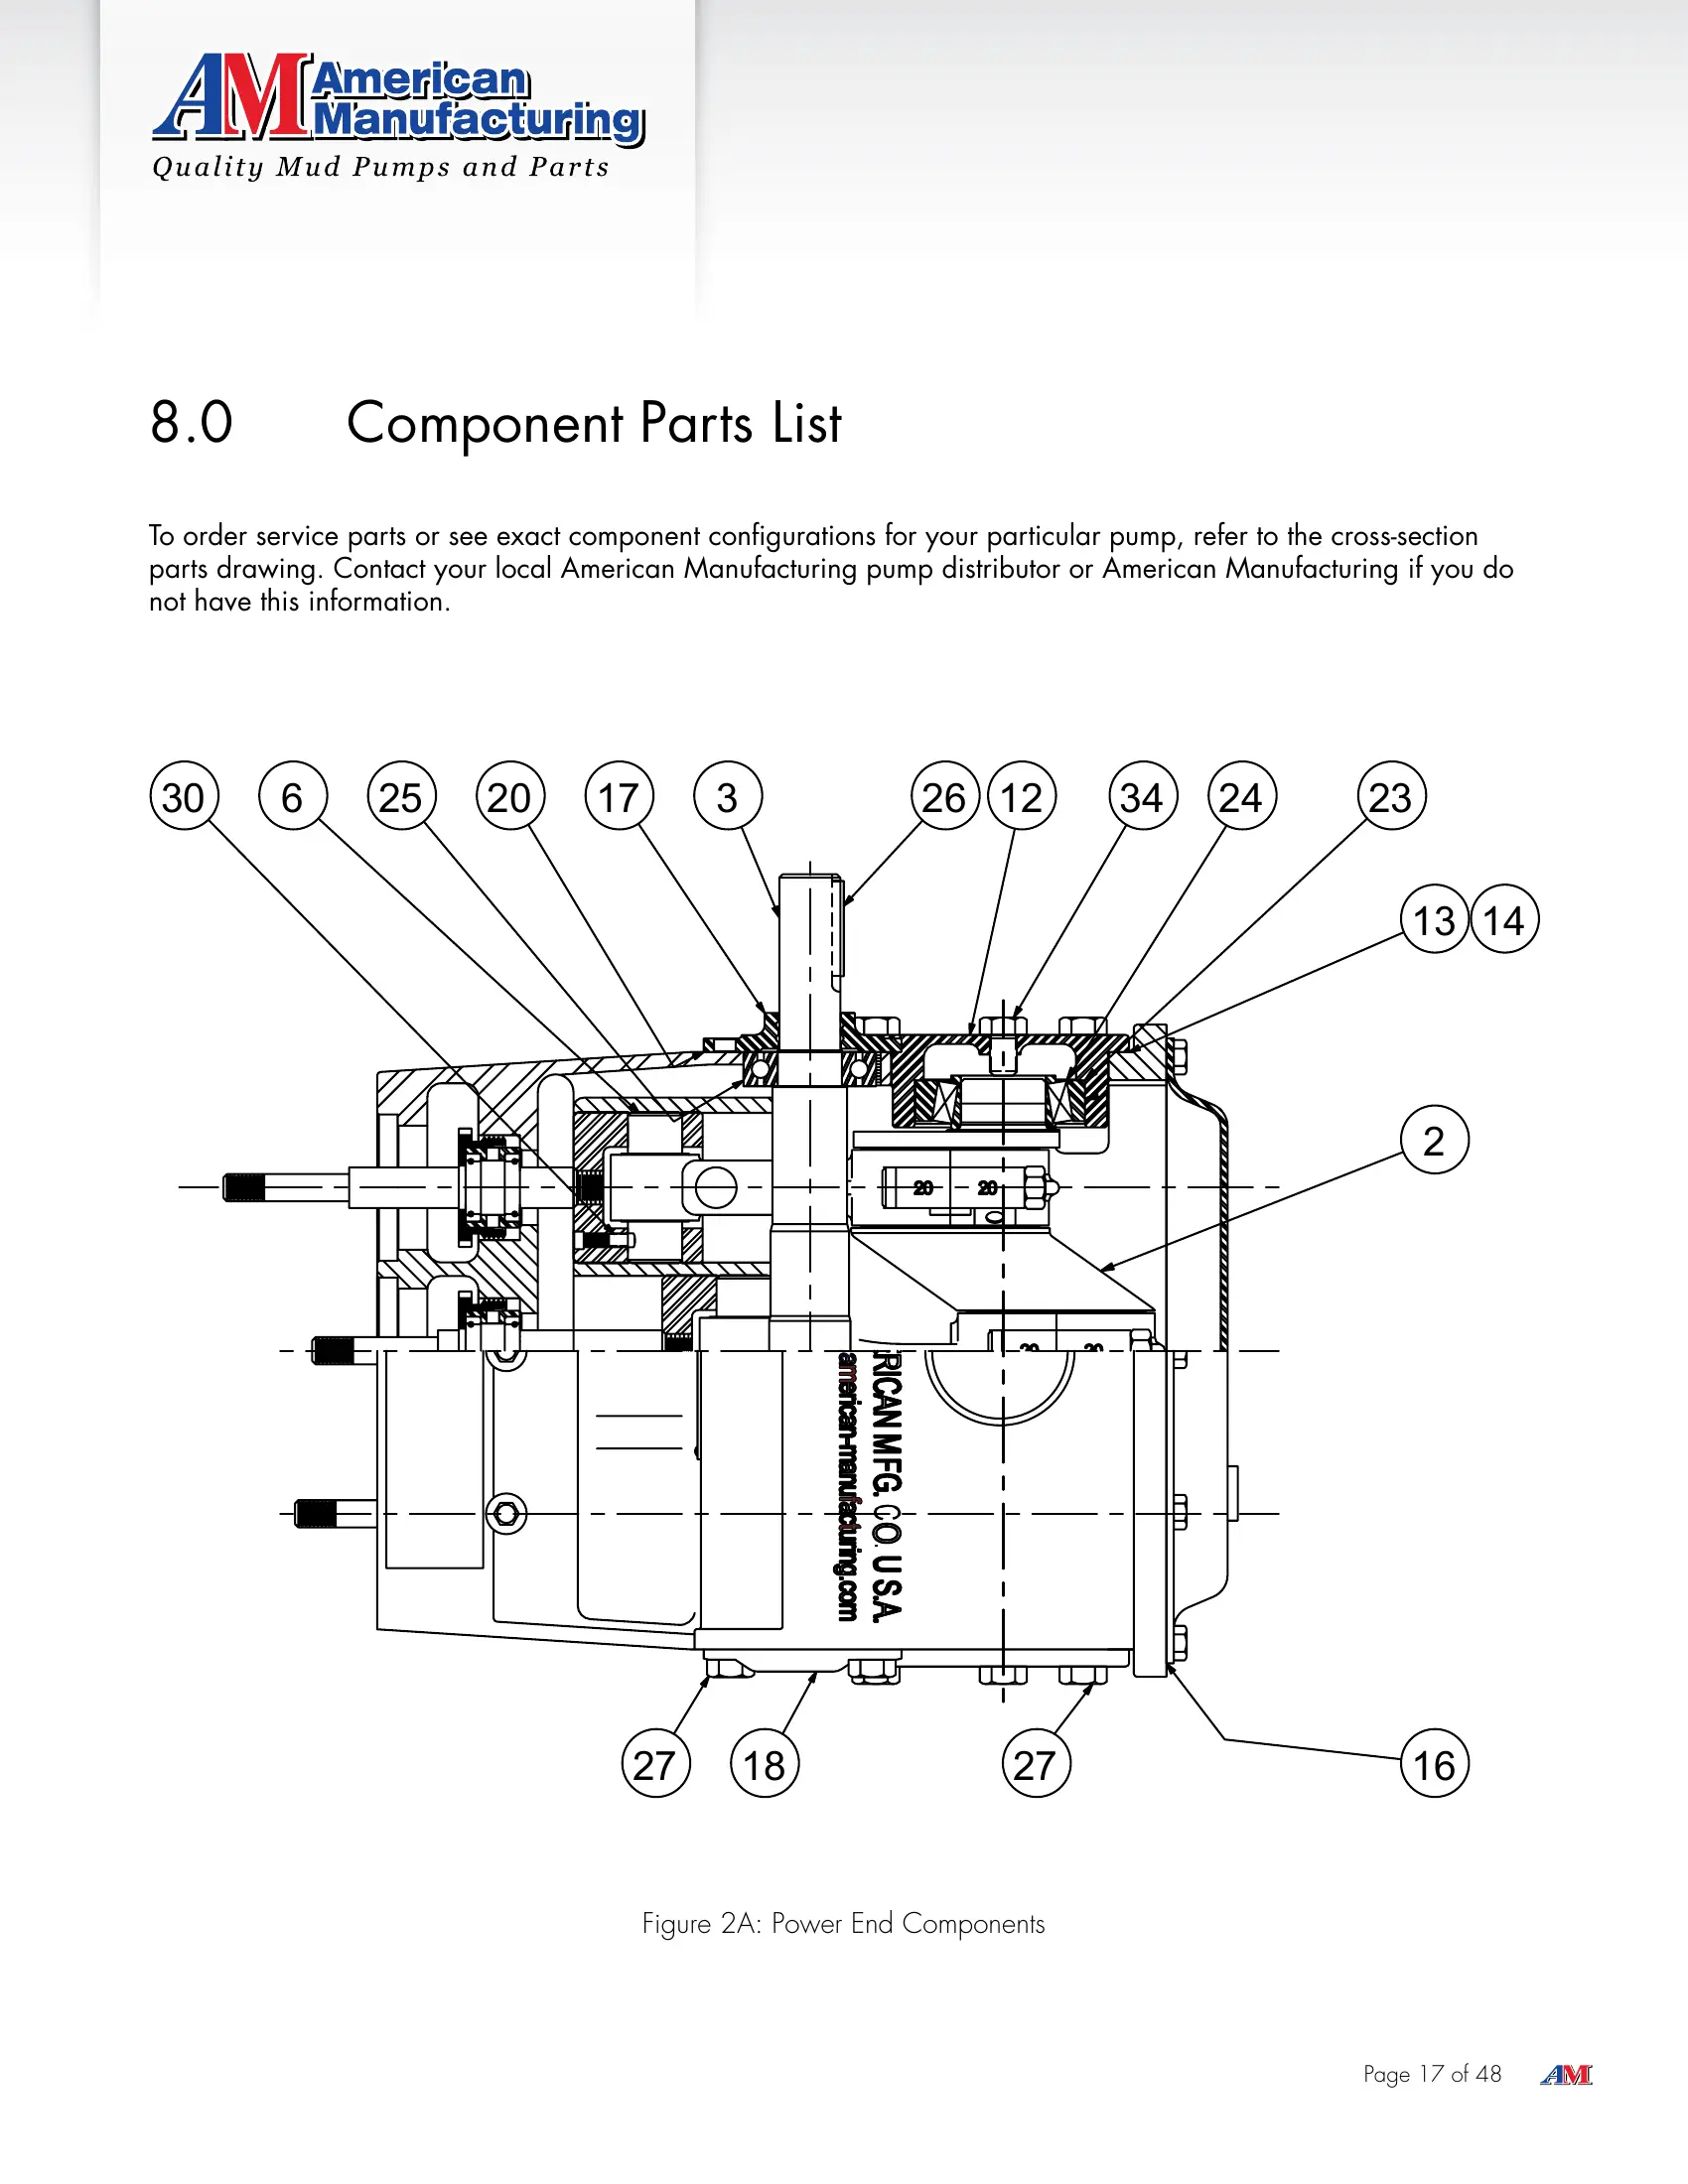 AM American
Manufacturing
Quality Mud Pumps and Parts
8.0 Component Parts List
To order service parts or see exact component configurations for your particular pump, refer to the cross-section
parts drawing. Contact your local American Manufacturing pump distributor or American Manufacturing if you do
not have this information.
30 6 25 20 17 3 26 12 34 24 23
13 14
2
20 20
RICAN MFG. CO. U S.A.
american-manufacturing.com
27 18 27 16
Figure 2A: Power End Components
Page 17 of 48 AM